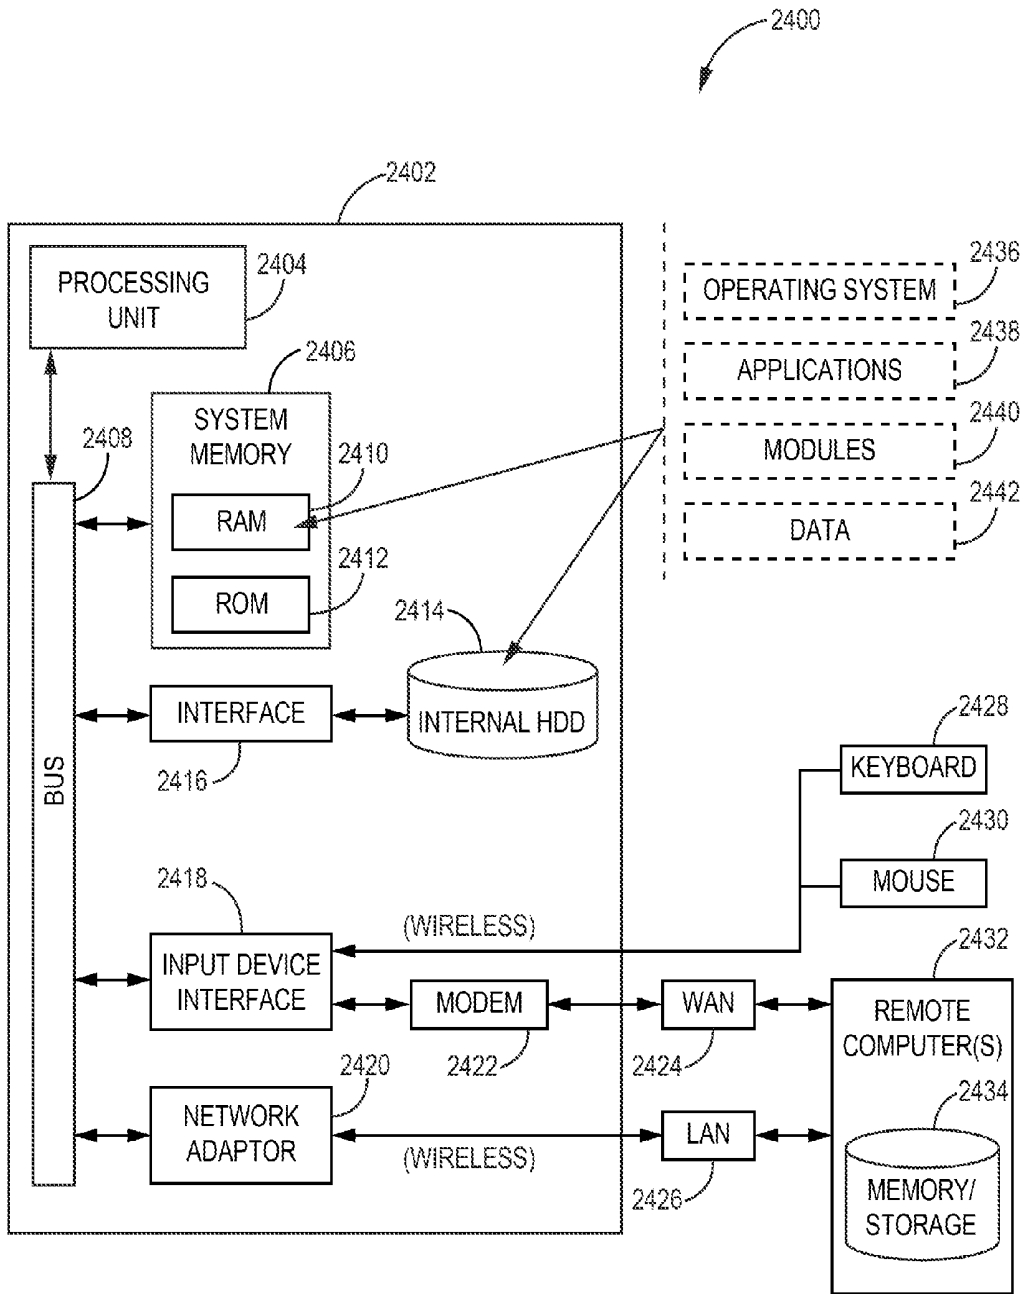 2400
2402
PROCESSING
UNIT
2404
2406
SYSTEM
MEMORY
2408
2410
RAM
2412
ROM
2414
INTERNAL HDD
INTERFACE
2416
BUS
2418
INPUT DEVICE
INTERFACE
(WIRELESS)
MODEM
2422
2420
NETWORK
ADAPTOR
(WIRELESS)
2436
OPERATING SYSTEM
2438
APPLICATIONS
2440
MODULES
2442
DATA
2428
KEYBOARD
2430
MOUSE
WAN
2424
LAN
2426
2432
REMOTE
COMPUTER(S)
2434
MEMORY/
STORAGE